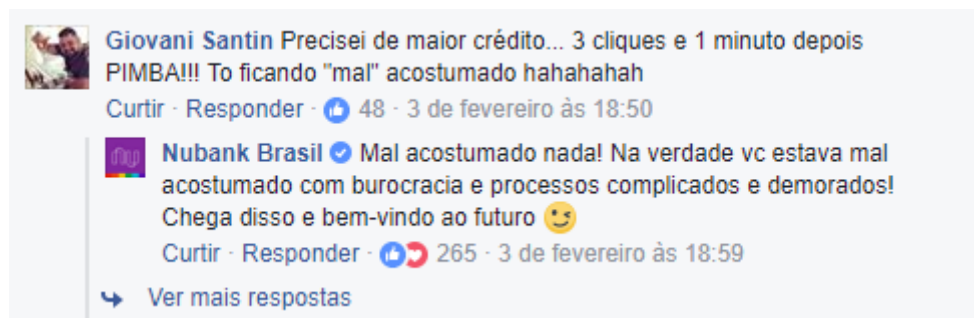 Giovani Santin Precisei de maior crédito... 3 cliques e 1 minuto depois
PIMBA!!! To ficando "mal" acostumado hahahahah
Curtir · Responder · 48 · 3 de fevereiro às 18:50
nu
Nubank Brasil Mal acostumado nada! Na verdade vc estava mal
acostumado com burocracia e processos complicados e demorados!
Chega disso e bem-vindo ao futuro 😉
Curtir · Responder · 265 · 3 de fevereiro às 18:59
Ver mais respostas